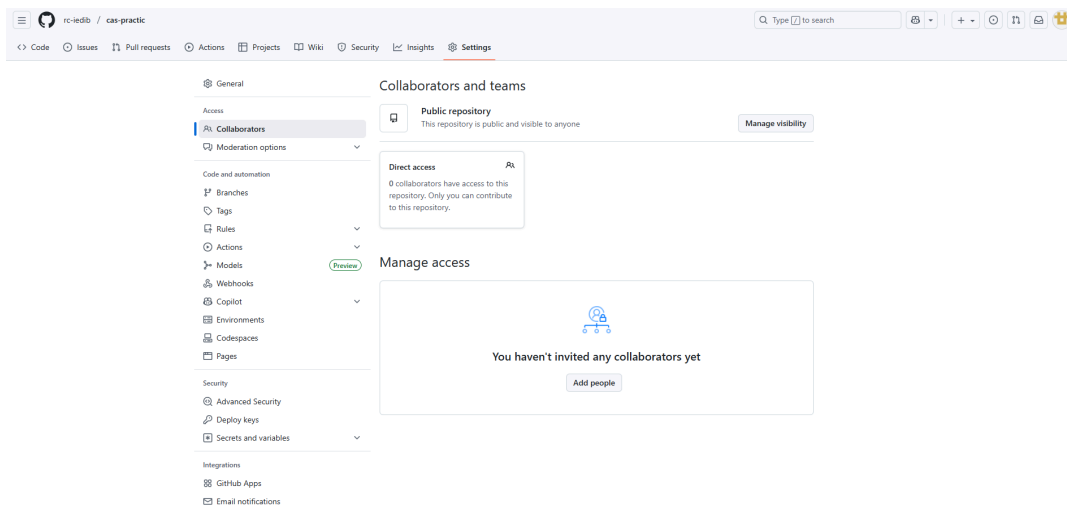 rc-iedib / cas-practic
Type / to search
Code Issues Pull requests Actions Projects Wiki Security Insights Settings
General
Access
Collaborators
Moderation options
Code and automation
Branches
Tags
Rules
Actions
Models Preview
Webhooks
Copilot
Environments
Codespaces
Pages
Security
Advanced Security
Deploy keys
Secrets and variables
Integrations
GitHub Apps
Email notifications
Collaborators and teams
Public repository
This repository is public and visible to anyone
Manage visibility
Direct access
0 collaborators have access to this
repository. Only you can contribute
to this repository.
Manage access
You haven't invited any collaborators yet
Add people